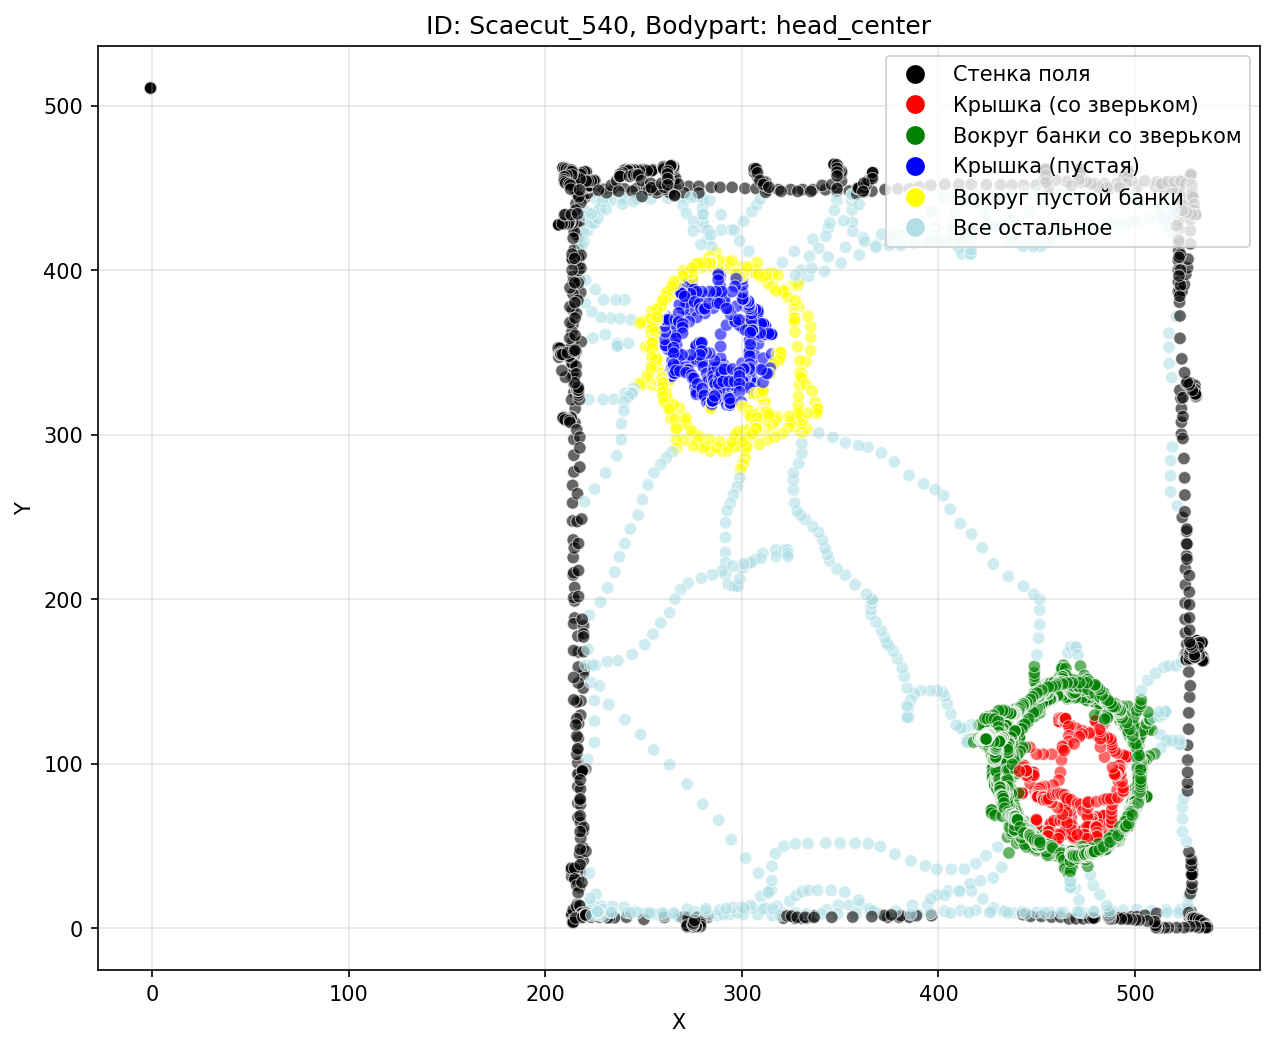 ID: Scaecut_540, Bodypart: head_center
Стенка поля
Крышка (со зверьком)
Вокруг банки со зверьком
Крышка (пустая)
Вокруг пустой банки
Все остальное
500
400
300
200
100
0
Y
0 100 200 300 400 500
X